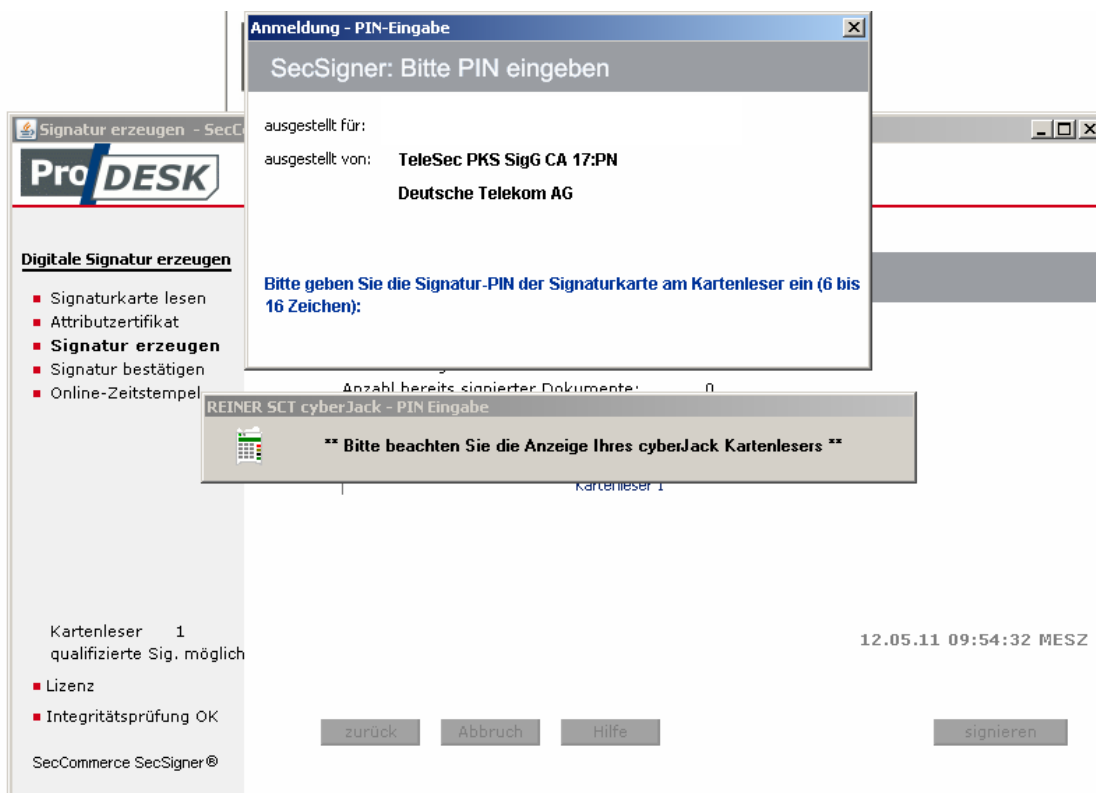 Anmeldung - PIN-Eingabe
SecSigner: Bitte PIN eingeben
ausgestellt für:
ausgestellt von: TeleSec PKS SigG CA 17:PN
Deutsche Telekom AG
Bitte geben Sie die Signatur-PIN der Signaturkarte am Kartenleser ein (6 bis
16 Zeichen):
Signatur erzeugen - SecC
Pro DESK
Digitale Signatur erzeugen
Signaturkarte lesen
Attributzertifikat
Signatur erzeugen
Signatur bestätigen
Online-Zeitstempel
Anzahl bereits signierter Dokumente: 0
REINER SCT cyberJack - PIN Eingabe
** Bitte beachten Sie die Anzeige Ihres cyberJack Kartenlesers **
Kartenleser 1
Kartenleser 1
qualifizierte Sig. möglich
12.05.11 09:54:32 MESZ
Lizenz
Integritätsprüfung OK
zurück Abbruch Hilfe signieren
SecCommerce SecSigner®